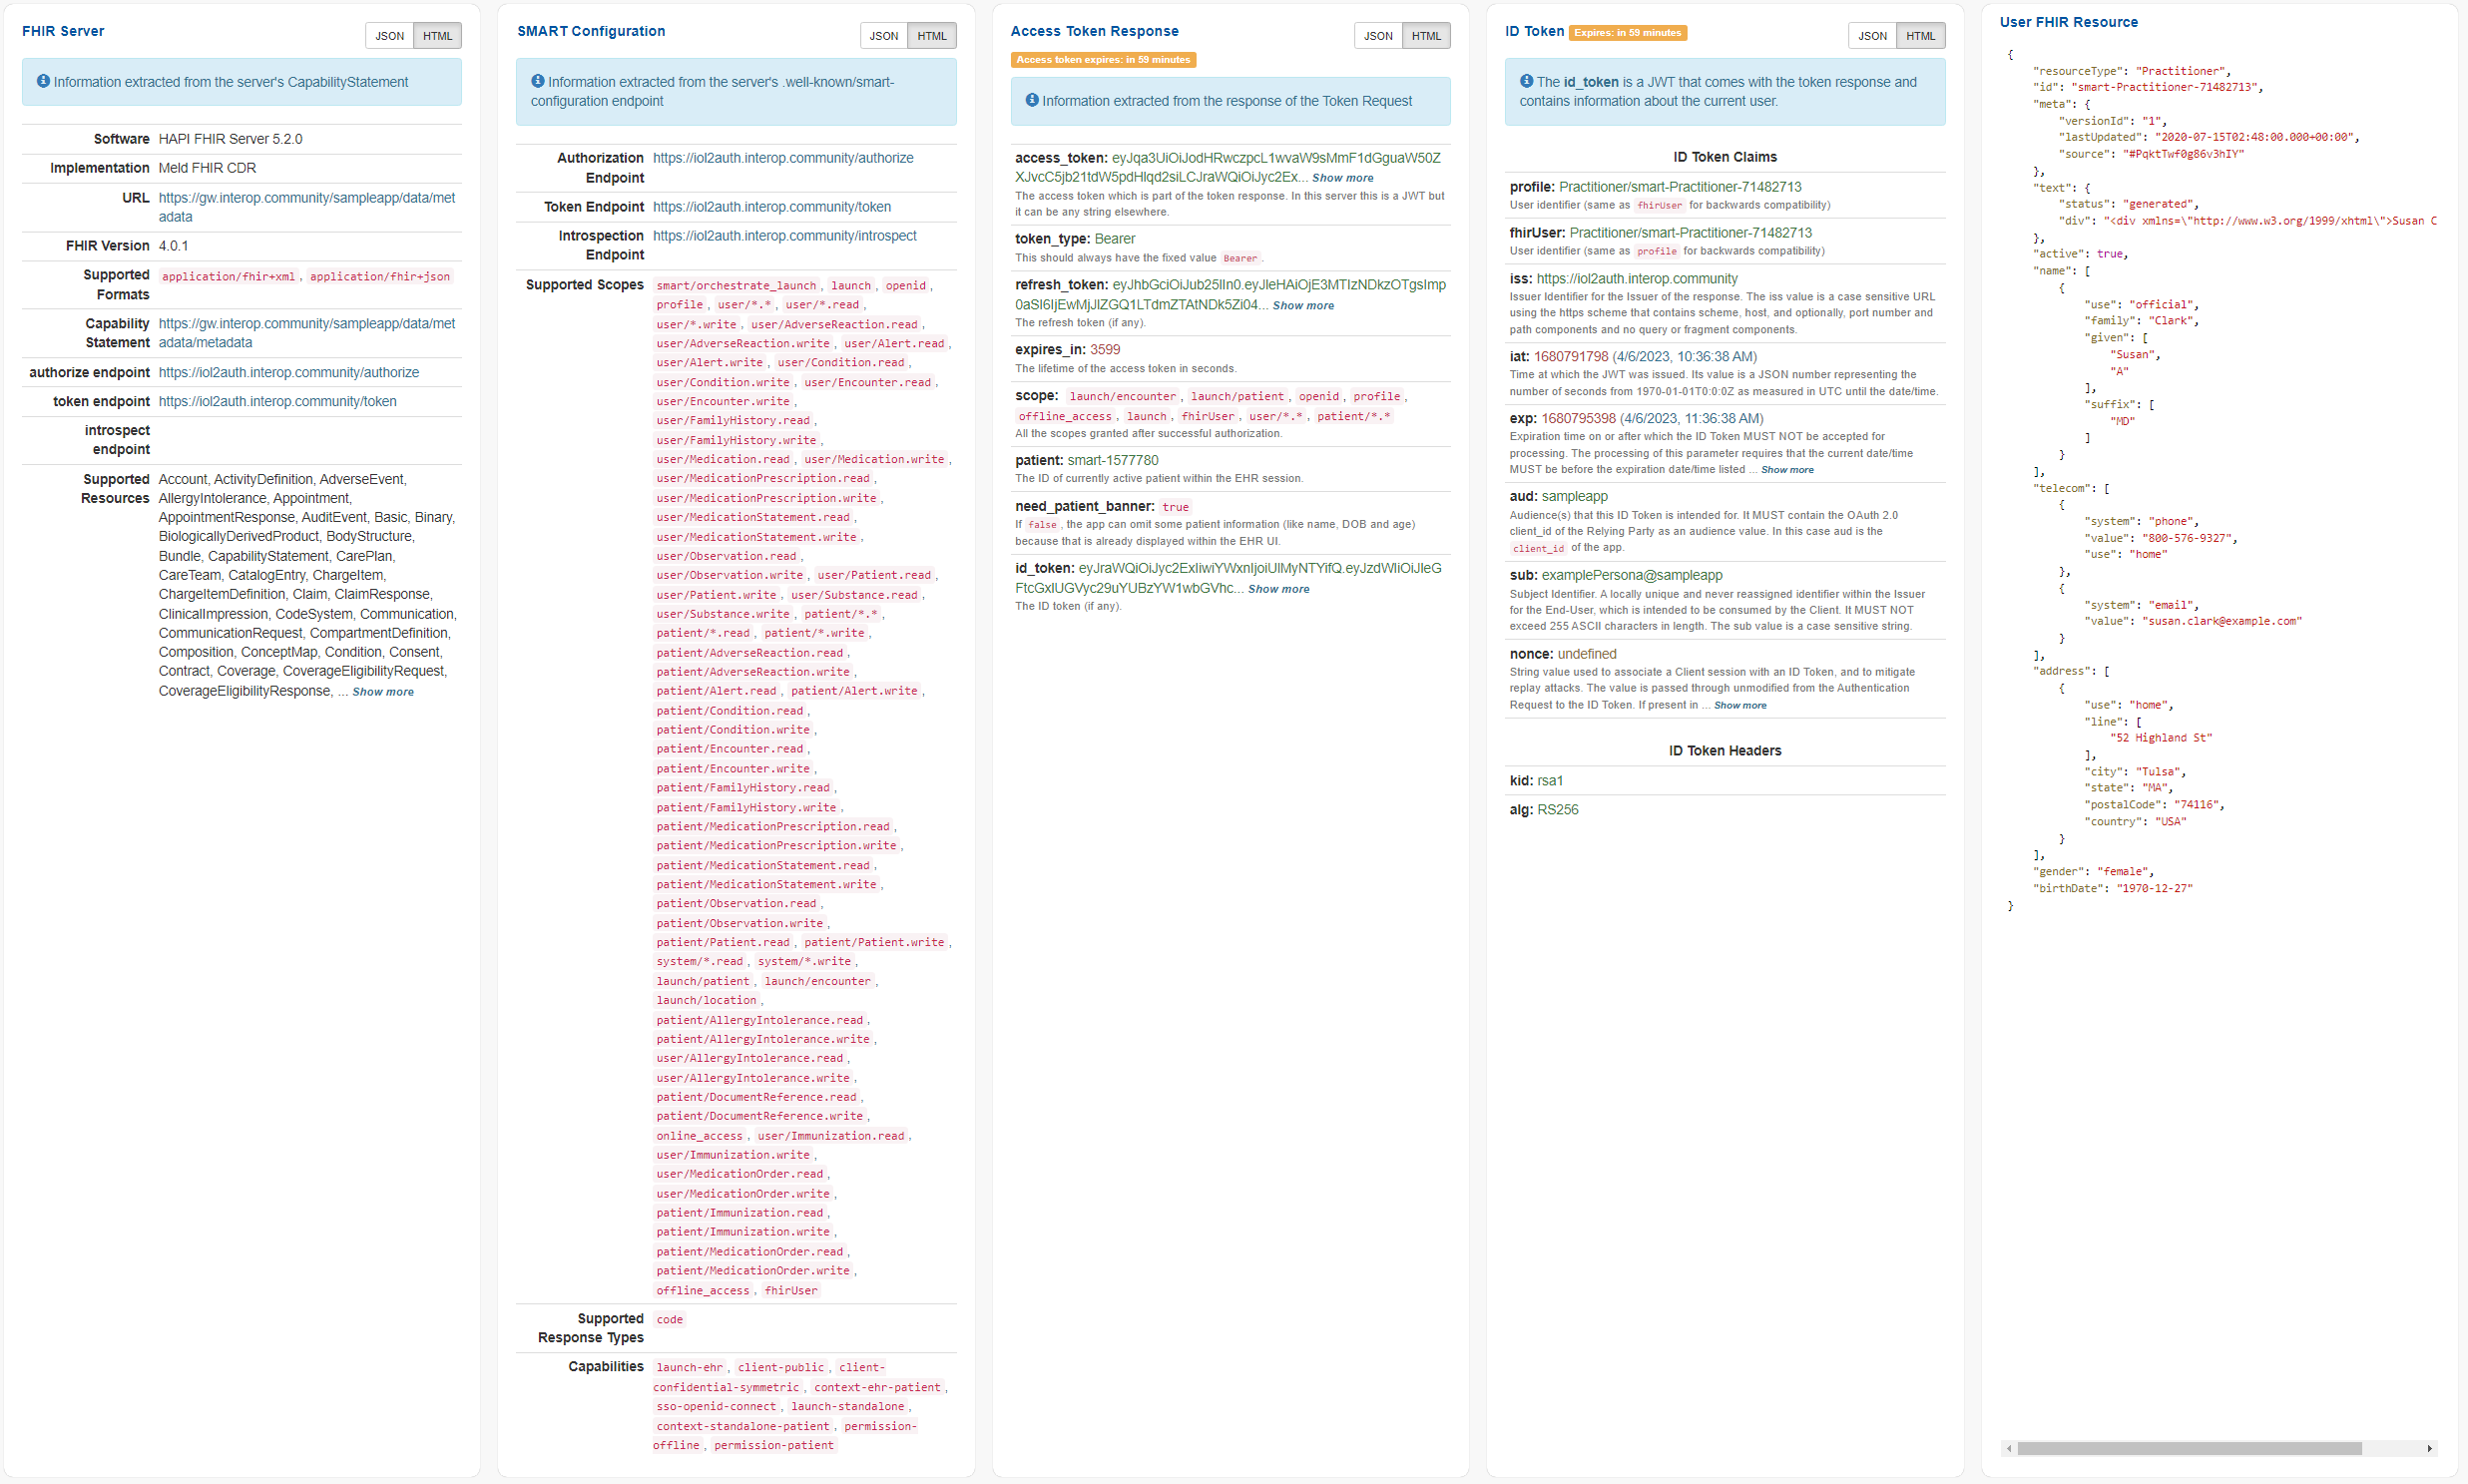 FHIR Server
JSON HTML
Information extracted from the server's CapabilityStatement
Software HAPI FHIR Server 5.2.0
Implementation Meld FHIR CDR
URL https://gw.interop.community/sampleapp/data/met
adata
FHIR Version 4.0.1
Supported
Formats application/fhir+xml, application/fhir+json
Capability https://gw.interop.community/sampleapp/data/met
Statement adata/metadata
authorize endpoint https://iol2auth.interop.community/authorize
token endpoint https://iol2auth.interop.community/token
introspect
endpoint
Supported Account, ActivityDefinition, AdverseEvent,
Resources AllergyIntolerance, Appointment,
AppointmentResponse, AuditEvent, Basic, Binary,
BiologicallyDerivedProduct, BodyStructure,
Bundle, CapabilityStatement, CarePlan,
CareTeam, CatalogEntry, ChargeItem,
ChargeItemDefinition, Claim, ClaimResponse,
ClinicalImpression, CodeSystem, Communication,
CommunicationRequest, CompartmentDefinition,
Composition, ConceptMap, Condition, Consent,
Contract, Coverage, CoverageEligibilityRequest,
CoverageEligibilityResponse, ... Show more
SMART Configuration
JSON HTML
Information extracted from the server's .well-known/smart-
configuration endpoint
Authorization https://iol2auth.interop.community/authorize
Endpoint
Token Endpoint https://iol2auth.interop.community/token
Introspection https://iol2auth.interop.community/introspect
Endpoint
Supported Scopes smart/orchestrate_launch, launch, openid,
profile, user/*.*, user/*.read,
user/*.write, user/AdverseReaction.read,
user/AdverseReaction.write, user/Alert.read,
user/Alert.write, user/Condition.read,
user/Condition.write, user/Encounter.read,
user/Encounter.write,
user/FamilyHistory.read,
user/FamilyHistory.write,
user/Medication.read, user/Medication.write,
user/MedicationPrescription.read,
user/MedicationPrescription.write,
user/MedicationStatement.read,
user/MedicationStatement.write,
user/Observation.read,
user/Observation.write, user/Patient.read,
user/Patient.write, user/Substance.read,
user/Substance.write, patient/*.*,
patient/*.read, patient/*.write,
patient/AdverseReaction.read,
patient/AdverseReaction.write,
patient/Alert.read, patient/Alert.write,
patient/Condition.read,
patient/Condition.write,
patient/Encounter.read,
patient/Encounter.write,
patient/FamilyHistory.read,
patient/FamilyHistory.write,
patient/MedicationPrescription.read,
patient/MedicationPrescription.write,
patient/MedicationStatement.read,
patient/MedicationStatement.write,
patient/Observation.read,
patient/Observation.write,
patient/Patient.read, patient/Patient.write,
system/*.read, system/*.write,
launch/patient, launch/encounter,
launch/location,
patient/AllergyIntolerance.read,
patient/AllergyIntolerance.write,
user/AllergyIntolerance.read,
user/AllergyIntolerance.write,
patient/DocumentReference.read,
patient/DocumentReference.write,
online_access, user/Immunization.read,
user/Immunization.write,
user/MedicationOrder.read,
user/MedicationOrder.write,
patient/Immunization.read,
patient/Immunization.write,
patient/MedicationOrder.read,
patient/MedicationOrder.write,
offline_access, fhirUser
Supported code
Response Types
Capabilities launch-ehr, client-public, client-
confidential-symmetric, context-ehr-patient,
sso-openid-connect, launch-standalone,
context-standalone-patient, permission-
offline, permission-patient
Access Token Response
JSON HTML
Access token expires: in 59 minutes
Information extracted from the response of the Token Request
access_token: eyJqa3UiOiJodHRwczpcL1wvaW9sMmF1dGguaW50Z
XJvcC5jb21tdW5pdHlqd2siLCJraWQiOiJyc2Ex... Show more
The access token which is part of the token response. In this server this is a JWT but
it can be any string elsewhere.
token_type: Bearer
This should always have the fixed value Bearer.
refresh_token: eyJhbGciOiJub25lIn0.eyJleHAiOjE3MTIzNDkzOTgsImp
0aSI6IjEwMjJlZGQ1LTdmZTAtNDk5Zi04... Show more
The refresh token (if any).
expires_in: 3599
The lifetime of the access token in seconds.
scope: launch/encounter, launch/patient, openid, profile,
offline_access, launch, fhirUser, user/*.*, patient/*.*
All the scopes granted after successful authorization.
patient: smart-1577780
The ID of currently active patient within the EHR session.
need_patient_banner: true
If false, the app can omit some patient information (like name, DOB and age)
because that is already displayed within the EHR UI.
id_token: eyJraWQiOiJyc2ExIiwiYWxnIjoiUlMyNTYifQ.eyJzdWIiOiJleG
FtcGxlUGVyc29uYUBzYW1wbGVhc... Show more
The ID token (if any).
ID Token Expires: in 59 minutes
JSON HTML
The id_token is a JWT that comes with the token response and
contains information about the current user.
ID Token Claims
profile: Practitioner/smart-Practitioner-71482713
User identifier (same as fhirUser for backwards compatibility)
fhirUser: Practitioner/smart-Practitioner-71482713
User identifier (same as profile for backwards compatibility)
iss: https://iol2auth.interop.community
Issuer Identifier for the Issuer of the response. The iss value is a case sensitive URL
using the https scheme that contains scheme, host, and optionally, port number and
path components and no query or fragment components.
iat: 1680791798 (4/6/2023, 10:36:38 AM)
Time at which the JWT was issued. Its value is a JSON number representing the
number of seconds from 1970-01-01T0:0:0Z as measured in UTC until the date/time.
exp: 1680795398 (4/6/2023, 11:36:38 AM)
Expiration time on or after which the ID Token MUST NOT be accepted for
processing. The processing of this parameter requires that the current date/time
MUST be before the expiration date/time listed ... Show more
aud: sampleapp
Audience(s) that this ID Token is intended for. It MUST contain the OAuth 2.0
client_id of the Relying Party as an audience value. In this case aud is the
client_id of the app.
sub: examplePersona@sampleapp
Subject Identifier. A locally unique and never reassigned identifier within the Issuer
for the End-User, which is intended to be consumed by the Client. It MUST NOT
exceed 255 ASCII characters in length. The sub value is a case sensitive string.
nonce: undefined
String value used to associate a Client session with an ID Token, and to mitigate
replay attacks. The value is passed through unmodified from the Authentication
Request to the ID Token. If present in ... Show more
ID Token Headers
kid: rsa1
alg: RS256
User FHIR Resource
{
"resourceType": "Practitioner",
"id": "smart-Practitioner-71482713",
"meta": {
"versionId": "1",
"lastUpdated": "2020-07-15T02:48:00.000+00:00",
"source": "#PqktTwf0g86v3hIY"
},
"text": {
"status": "generated",
"div": "<div xmlns=\"http://www.w3.org/1999/xhtml\">Susan C
},
"active": true,
"name": [
{
"use": "official",
"family": "Clark",
"given": [
"Susan",
"A"
],
"suffix": [
"MD"
]
}
],
"telecom": [
{
"system": "phone",
"value": "800-576-9327",
"use": "home"
},
{
"system": "email",
"value": "susan.clark@example.com"
}
],
"address": [
{
"use": "home",
"line": [
"52 Highland St"
],
"city": "Tulsa",
"state": "MA",
"postalCode": "74116",
"country": "USA"
}
],
"gender": "female",
"birthDate": "1970-12-27"
}